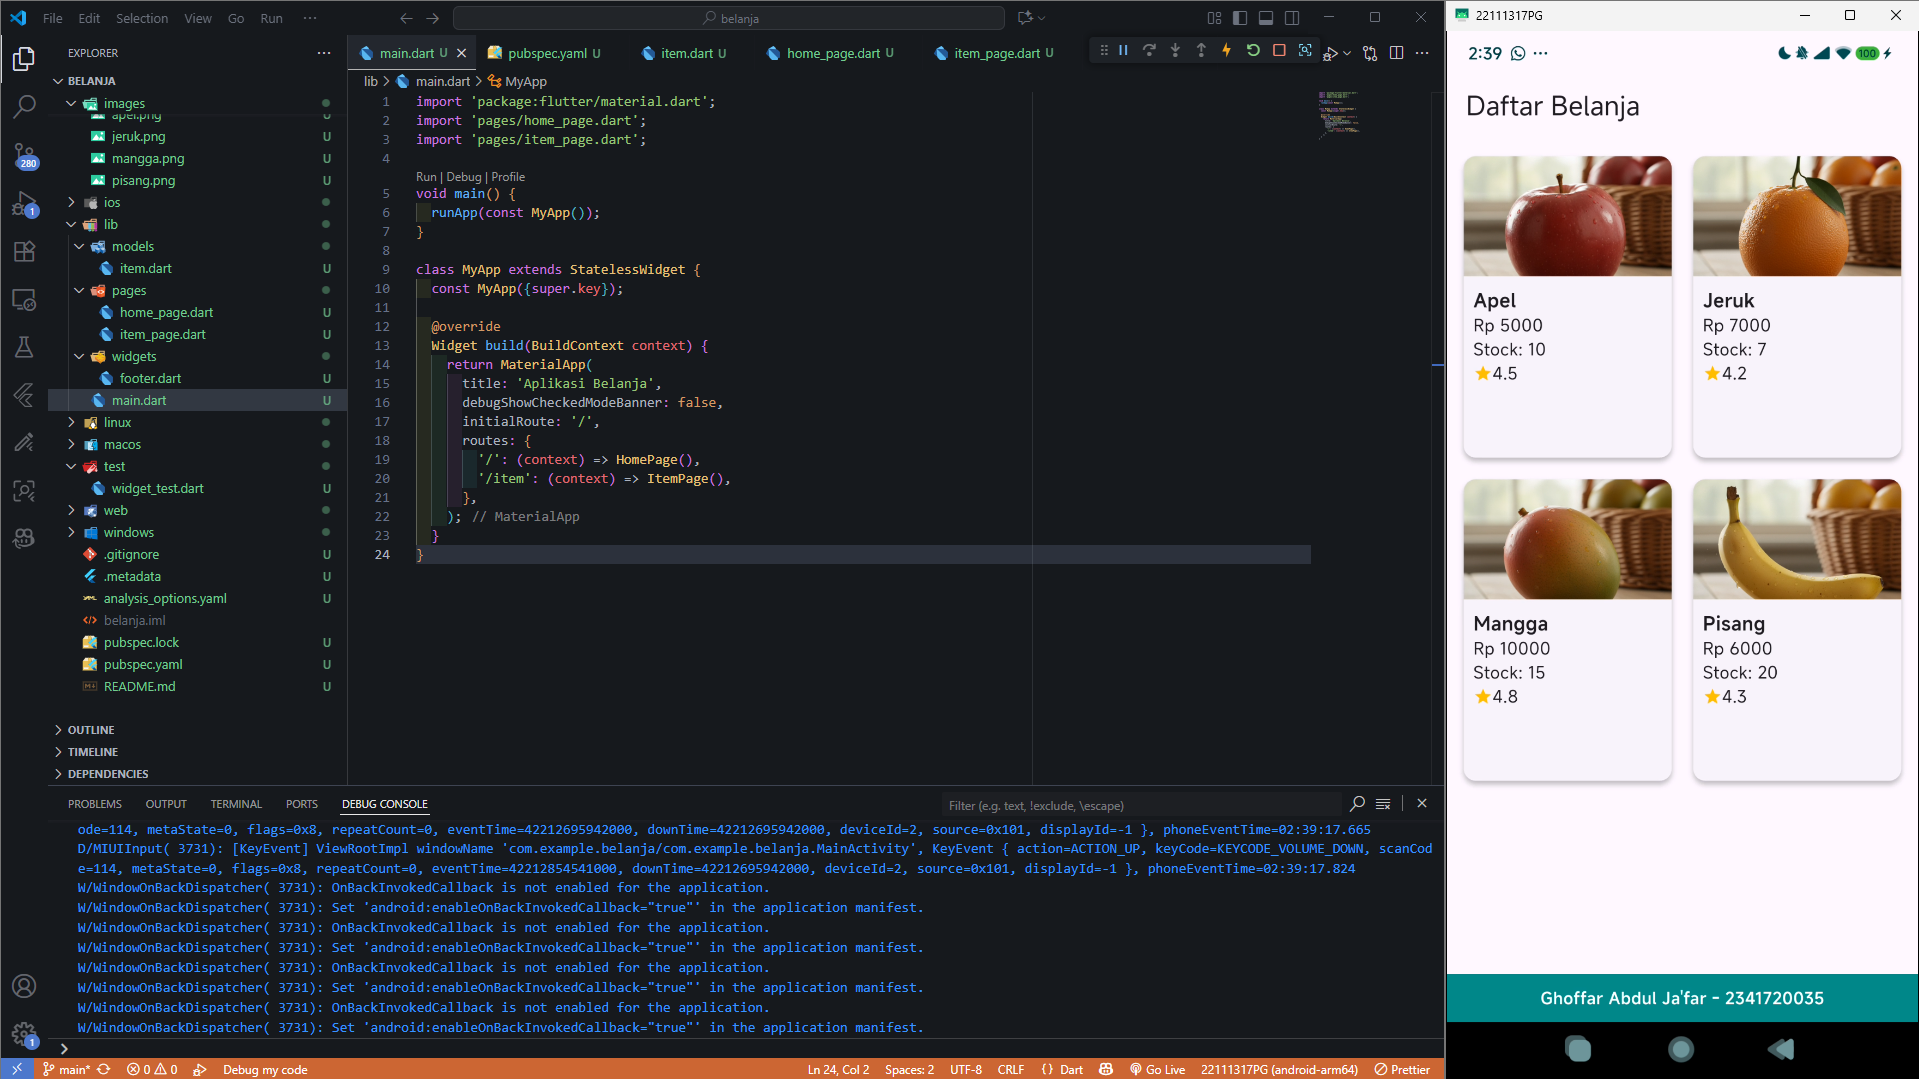 File Edit Selection View Go Run ···
belanja
EXPLORER
BELANJA
images
apel.png U
jeruk.png U
mangga.png U
pisang.png U
ios
lib
models
item.dart U
pages
home_page.dart U
item_page.dart U
widgets
footer.dart U
main.dart U
linux
macos
test
widget_test.dart U
web
windows
.gitignore U
.metadata U
analysis_options.yaml U
belanja.iml
pubspec.lock U
pubspec.yaml U
README.md U
OUTLINE
TIMELINE
DEPENDENCIES
280
1
1
main.dart U
pubspec.yaml U
item.dart U
home_page.dart U
item_page.dart U
lib > main.dart > MyApp
1 import 'package:flutter/material.dart';
2 import 'pages/home_page.dart';
3 import 'pages/item_page.dart';
4
Run | Debug | Profile
5 void main() {
6 runApp(const MyApp());
7 }
8
9 class MyApp extends StatelessWidget {
10 const MyApp({super.key});
11
12 @override
13 Widget build(BuildContext context) {
14 return MaterialApp(
15 title: 'Aplikasi Belanja',
16 debugShowCheckedModeBanner: false,
17 initialRoute: '/',
18 routes: {
19 '/': (context) => HomePage(),
20 '/item': (context) => ItemPage(),
21 },
22 ); // MaterialApp
23 }
24 }
PROBLEMS OUTPUT TERMINAL PORTS DEBUG CONSOLE
Filter (e.g. text, !exclude, \escape)
ode=114, metaState=0, flags=0x8, repeatCount=0, eventTime=42212695942000, downTime=42212695942000, deviceId=2, source=0x101, displayId=-1 }, phoneEventTime=02:39:17.665
D/MIUIInput( 3731): [KeyEvent] ViewRootImpl windowName 'com.example.belanja/com.example.belanja.MainActivity', KeyEvent { action=ACTION_UP, keyCode=KEYCODE_VOLUME_DOWN, scanCod
e=114, metaState=0, flags=0x8, repeatCount=0, eventTime=42212854541000, downTime=42212695942000, deviceId=2, source=0x101, displayId=-1 }, phoneEventTime=02:39:17.824
W/WindowOnBackDispatcher( 3731): OnBackInvokedCallback is not enabled for the application.
W/WindowOnBackDispatcher( 3731): Set 'android:enableOnBackInvokedCallback="true"' in the application manifest.
W/WindowOnBackDispatcher( 3731): OnBackInvokedCallback is not enabled for the application.
W/WindowOnBackDispatcher( 3731): Set 'android:enableOnBackInvokedCallback="true"' in the application manifest.
W/WindowOnBackDispatcher( 3731): OnBackInvokedCallback is not enabled for the application.
W/WindowOnBackDispatcher( 3731): Set 'android:enableOnBackInvokedCallback="true"' in the application manifest.
W/WindowOnBackDispatcher( 3731): OnBackInvokedCallback is not enabled for the application.
W/WindowOnBackDispatcher( 3731): Set 'android:enableOnBackInvokedCallback="true"' in the application manifest.
main* 0 0 Debug my code Ln 24, Col 2 Spaces: 2 UTF-8 CRLF {} Dart Go Live 22111317PG (android-arm64) Prettier
22111317PG
2:39 ··· 100
Daftar Belanja
Apel
Rp 5000
Stock: 10
4.5
Jeruk
Rp 7000
Stock: 7
4.2
Mangga
Rp 10000
Stock: 15
4.8
Pisang
Rp 6000
Stock: 20
4.3
Ghoffar Abdul Ja'far - 2341720035